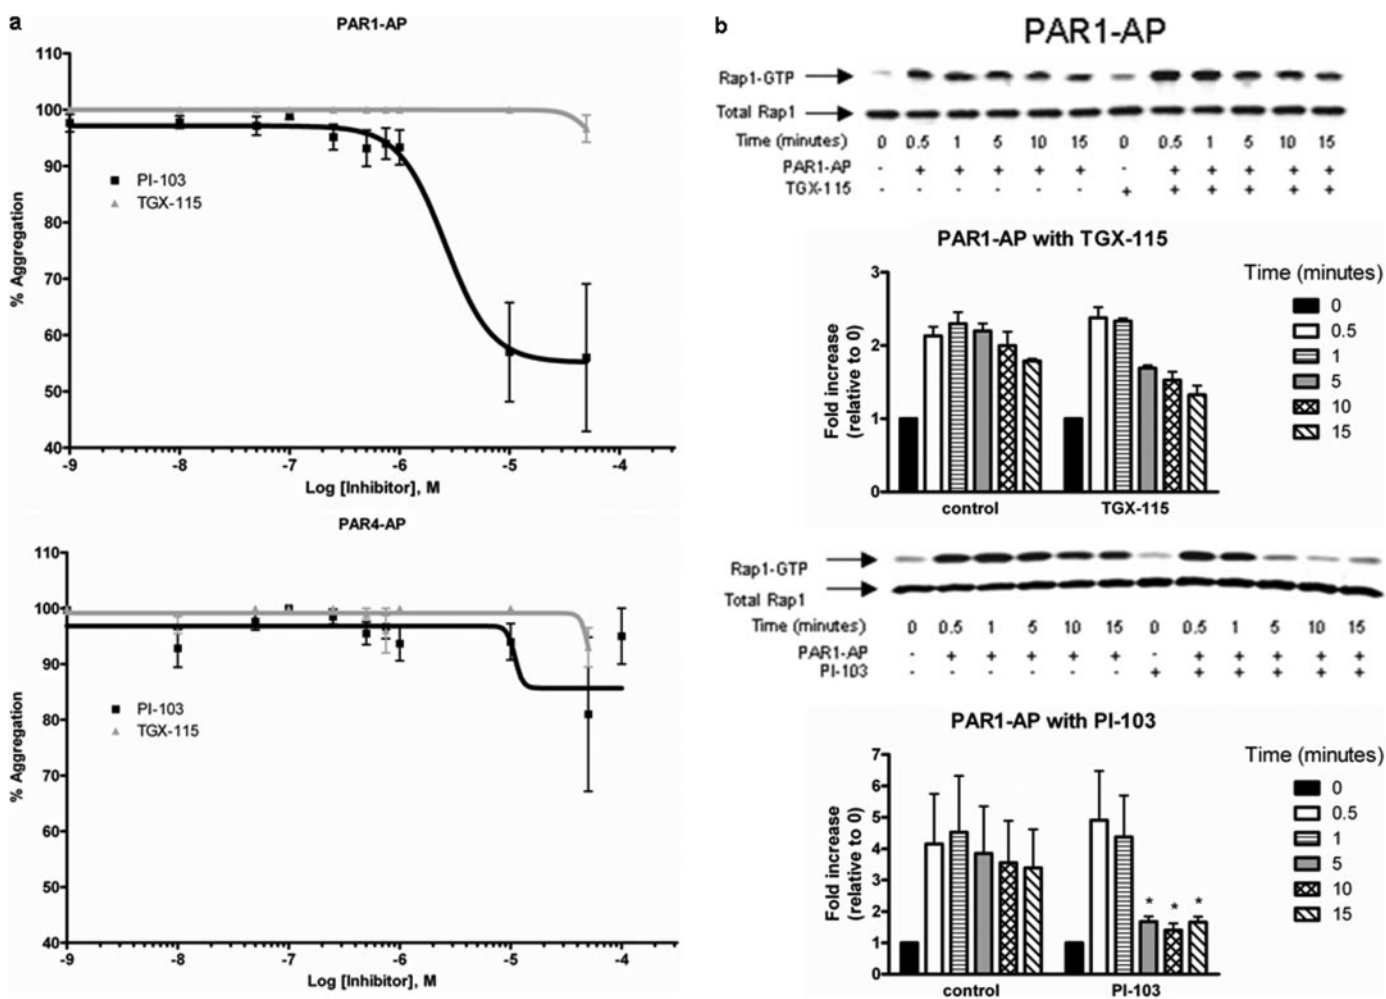 a
PAR1-AP
110
100
90
80
70
60
50
40
% Aggregation
PI-103
TGX-115
-9 -8 -7 -6 -5 -4
Log [Inhibitor], M
PAR4-AP
110
100
90
80
70
60
50
40
% Aggregation
PI-103
TGX-115
-9 -8 -7 -6 -5 -4
Log [Inhibitor], M
b
PAR1-AP
Rap1-GTP
Total Rap1
Time (minutes) 0 0.5 1 5 10 15 0 0.5 1 5 10 15
PAR1-AP - + + + + + - + + + + +
TGX-115 - - - - - - + + + + + +
PAR1-AP with TGX-115
3
2
1
0
Fold increase
(relative to 0)
control TGX-115
Time (minutes)
0
0.5
1
5
10
15
Rap1-GTP
Total Rap1
Time (minutes) 0 0.5 1 5 10 15 0 0.5 1 5 10 15
PAR1-AP - + + + + + - + + + + +
PI-103 - - - - - - + + + + + +
PAR1-AP with PI-103
7
6
5
4
3
2
1
0
Fold increase
(relative to 0)
* * *
control PI-103
Time (minutes)
0
0.5
1
5
10
15